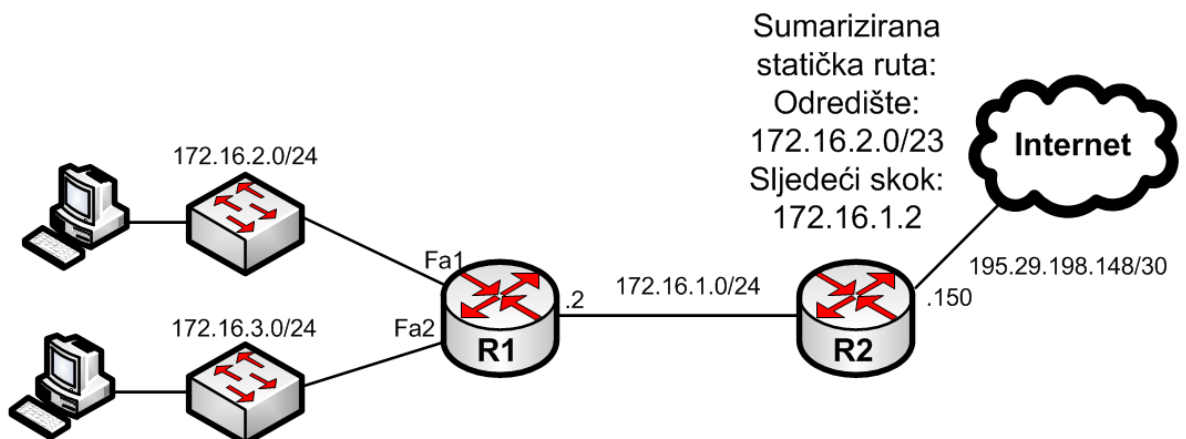 Sumarizirana
statička ruta:
Odredište:
172.16.2.0/23
Sljedeći skok:
172.16.1.2
Internet
172.16.2.0/24
Fa1
172.16.1.0/24
195.29.198.148/30
.2
.150
172.16.3.0/24
Fa2
R1
R2